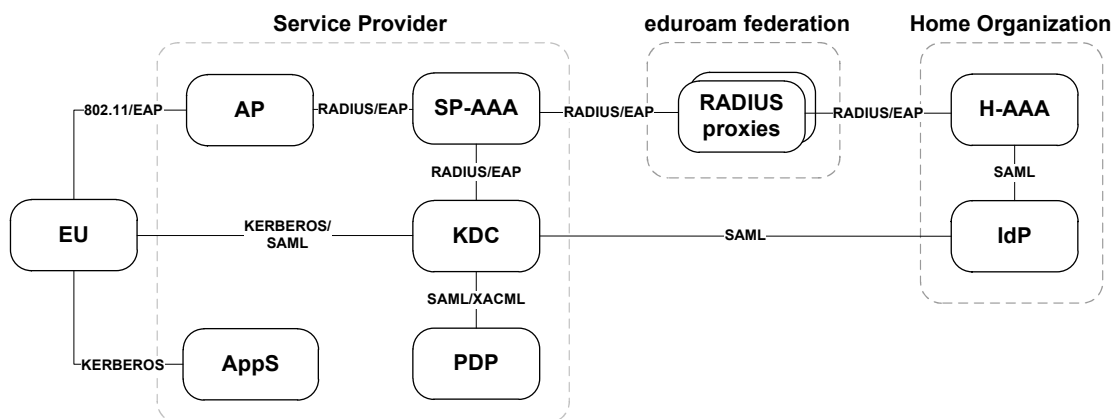 Service Provider
eduroam federation
Home Organization
802.11/EAP
AP
RADIUS/EAP
SP-AAA
RADIUS/EAP
RADIUS
proxies
RADIUS/EAP
H-AAA
RADIUS/EAP
SAML
EU
KERBEROS/
SAML
KDC
SAML
IdP
SAML/XACML
KERBEROS
AppS
PDP